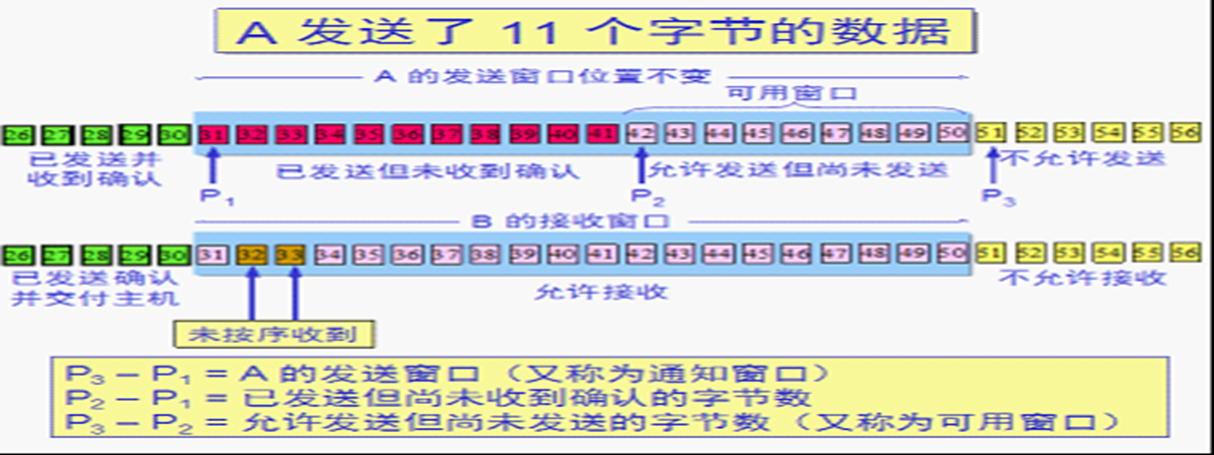 A 发送了 11 个字节的数据
A 的发送窗口位置不变
可用窗口
26 27 28 29 30 31 32 33 34 35 36 37 38 39 40 41 42 43 44 45 46 47 48 49 50 51 52 53 54 55 56
已发送并
收到确认
已发送但未收到确认
允许发送但尚未发送
不允许发送
P1
P2
P3
B 的接收窗口
26 27 28 29 30 31 32 33 34 35 36 37 38 39 40 41 42 43 44 45 46 47 48 49 50 51 52 53 54 55 56
已发送确认
并交付主机
允许接收
不允许接收
未按序收到
P3 – P1 = A 的发送窗口（又称为通知窗口）
P2 – P1 = 已发送但尚未收到确认的字节数
P3 – P2 = 允许发送但尚未发送的字节数（又称为可用窗口）